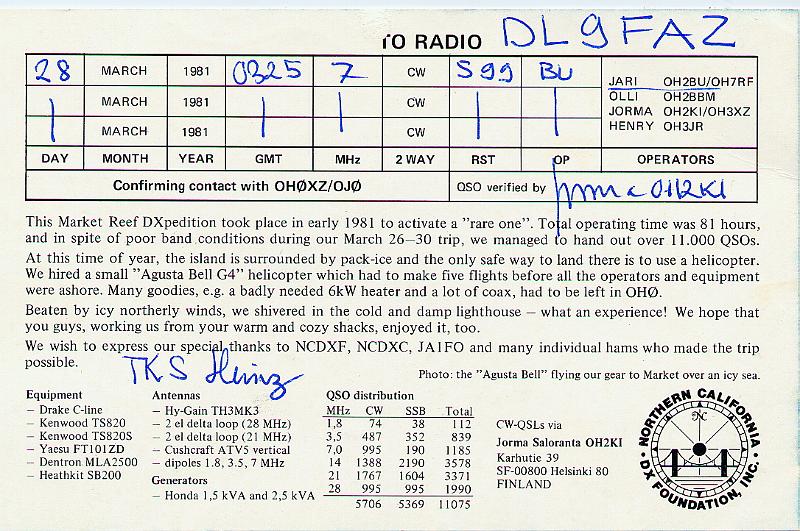 TO RADIO DL9FAZ
28 MARCH 1981 0325 7 CW 599 BU
MARCH 1981 CW
MARCH 1981 CW
DAY MONTH YEAR GMT MHz 2 WAY RST OP OPERATORS
JARI OH2BU/OH7RF
OLLI OH2BBM
JORMA OH2KI/OH3XZ
HENRY OH3JR
Confirming contact with OHØXZ/OJØ QSO verified by Jorma OH2KI
This Market Reef DXpedition took place in early 1981 to activate a "rare one". Total operating time was 81 hours,
and in spite of poor band conditions during our March 26–30 trip, we managed to hand out over 11.000 QSOs.
At this time of year, the island is surrounded by pack-ice and the only safe way to land there is to use a helicopter.
We hired a small "Agusta Bell G4" helicopter which had to make five flights before all the operators and equipment
were ashore. Many goodies, e.g. a badly needed 6kW heater and a lot of coax, had to be left in OHØ.
Beaten by icy northerly winds, we shivered in the cold and damp lighthouse – what an experience! We hope that
you guys, working us from your warm and cozy shacks, enjoyed it, too.
We wish to express our special thanks to NCDXF, NCDXC, JA1FO and many individual hams who made the trip
possible.
TKS Heinz
Photo: the "Agusta Bell" flying our gear to Market over an icy sea.
Equipment
– Drake C-line
– Kenwood TS820
– Kenwood TS820S
– Yaesu FT101ZD
– Dentron MLA2500
– Heathkit SB200
Antennas
– Hy-Gain TH3MK3
– 2 el delta loop (28 MHz)
– 2 el delta loop (21 MHz)
– Cushcraft ATV5 vertical
– dipoles 1.8, 3.5, 7 MHz
Generators
– Honda 1,5 kVA and 2,5 kVA
QSO distribution
MHz CW SSB Total
1,8 74 38 112
3,5 487 352 839
7,0 995 190 1185
14 1388 2190 3578
21 1767 1604 3371
28 995 995 1990
5706 5369 11075
CW-QSLs via
Jorma Saloranta OH2KI
Karhutie 39
SF-00800 Helsinki 80
FINLAND
NORTHERN CALIFORNIA
DX FOUNDATION, INC.